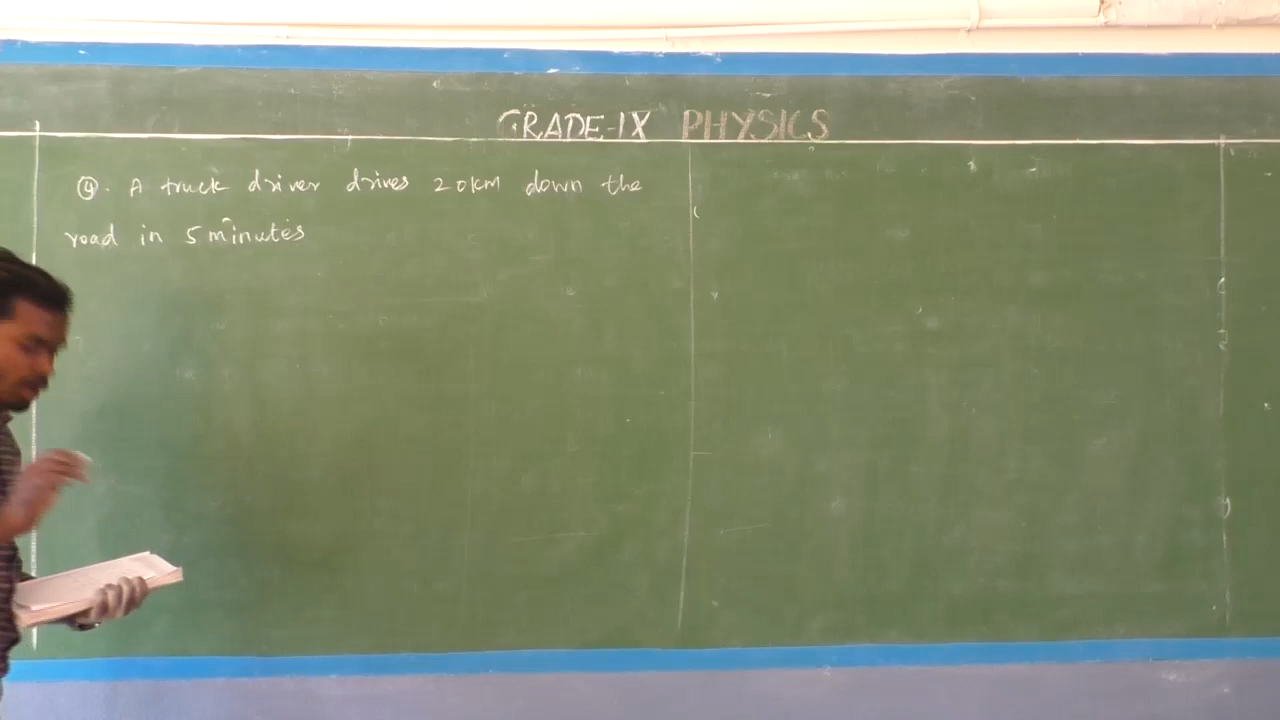 GRADE-IX PHYSICS
④. A truck driver drives 20km down the
road in 5 minutes